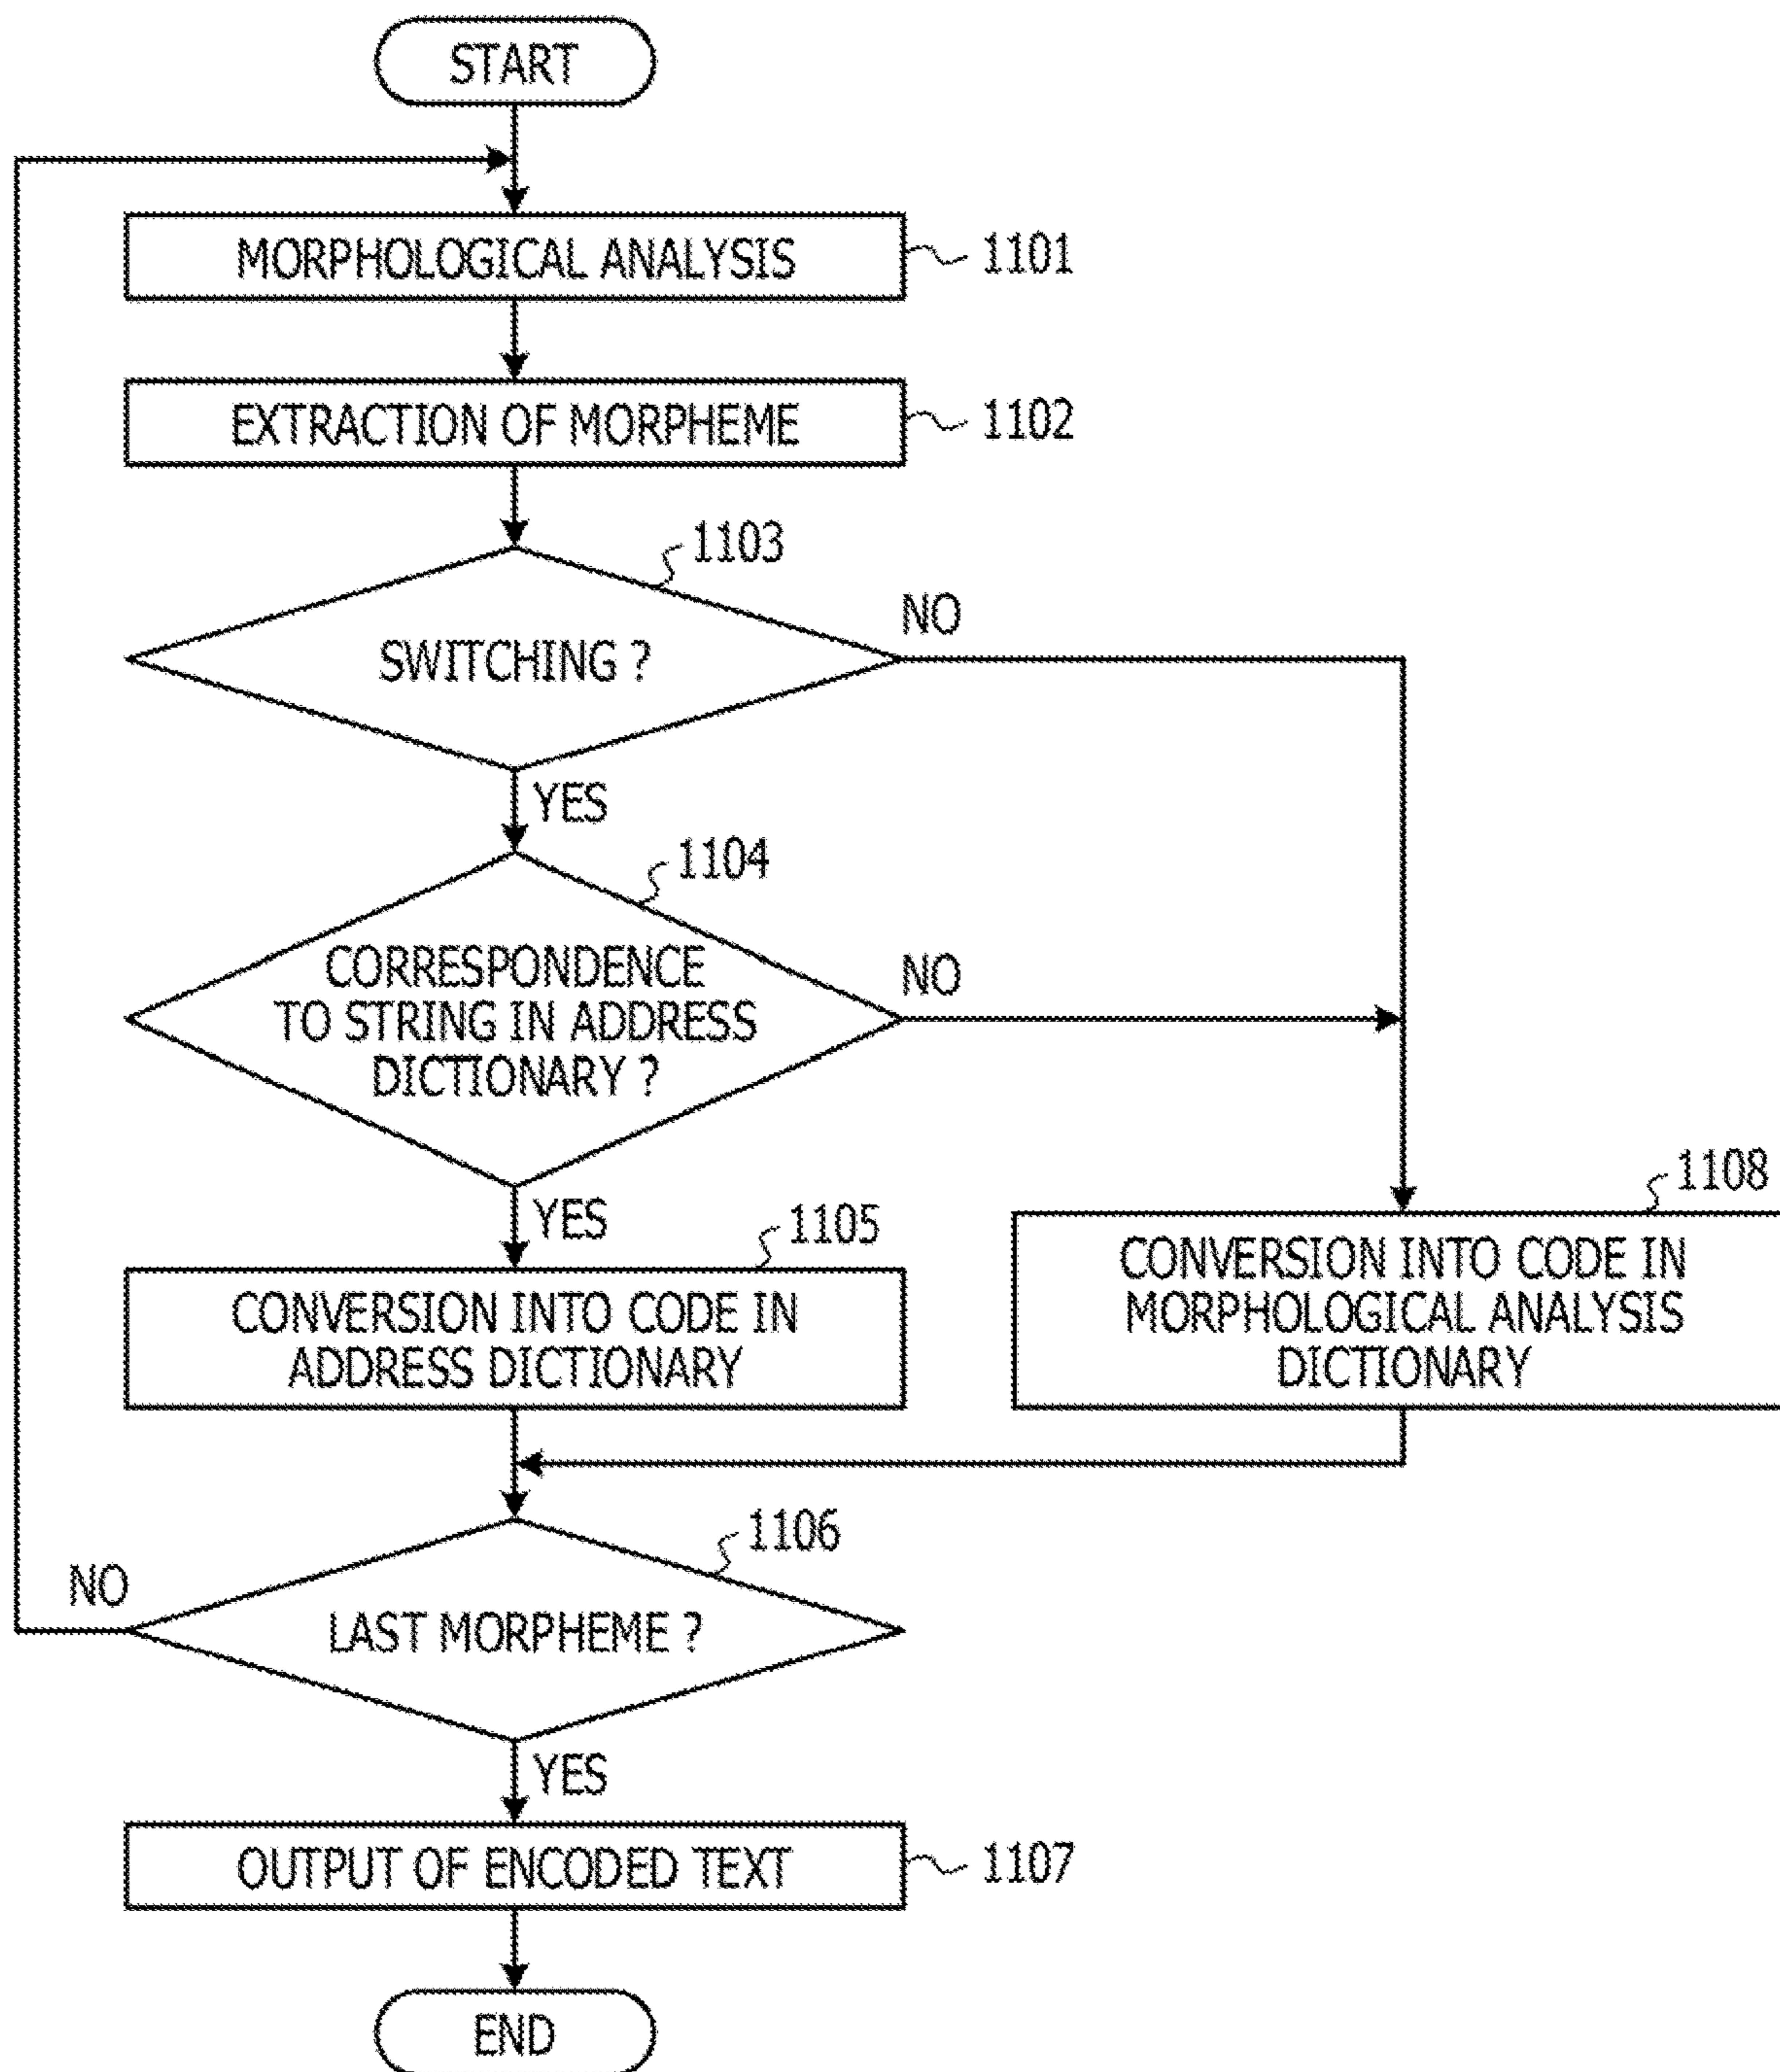 START
MORPHOLOGICAL ANALYSIS
1101
EXTRACTION OF MORPHEME
1102
1103
SWITCHING ?
NO
YES
1104
CORRESPONDENCE
TO STRING IN ADDRESS
DICTIONARY ?
NO
YES
1105
CONVERSION INTO CODE IN
ADDRESS DICTIONARY
1108
CONVERSION INTO CODE IN
MORPHOLOGICAL ANALYSIS
DICTIONARY
1106
LAST MORPHEME ?
NO
YES
OUTPUT OF ENCODED TEXT
1107
END